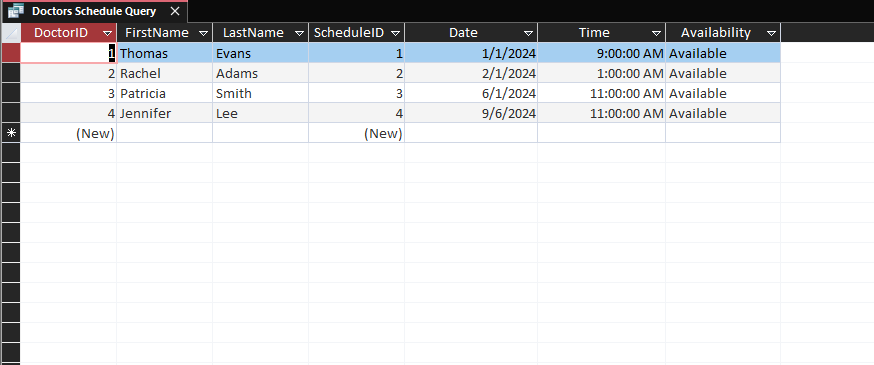 Doctors Schedule Query
DoctorID FirstName LastName ScheduleID Date Time Availability
1 Thomas Evans 1 1/1/2024 9:00:00 AM Available
2 Rachel Adams 2 2/1/2024 1:00:00 AM Available
3 Patricia Smith 3 6/1/2024 11:00:00 AM Available
4 Jennifer Lee 4 9/6/2024 11:00:00 AM Available
(New) (New)